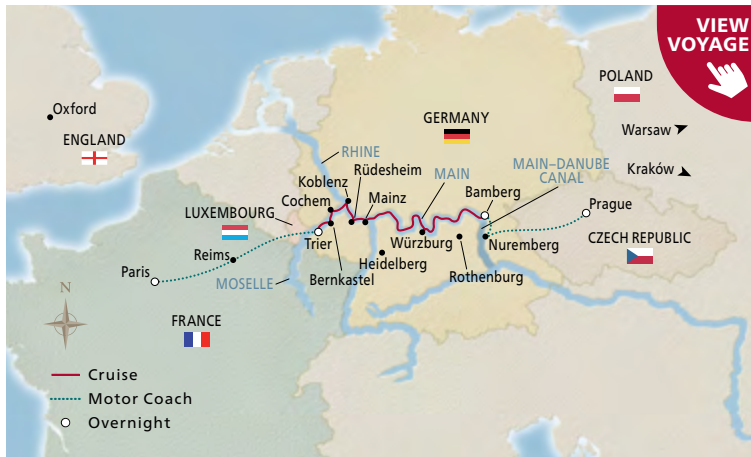 VIEW
VOYAGE
POLAND
Oxford
GERMANY
Warsaw
ENGLAND
RHINE
MAIN–DANUBE
CANAL
Kraków
Rüdesheim
MAIN
Koblenz
Cochem
Mainz
Bamberg
Prague
LUXEMBOURG
Trier
Würzburg
Nuremberg
CZECH REPUBLIC
Reims
Heidelberg
Paris
Bernkastel
Rothenburg
MOSELLE
N
FRANCE
Cruise
Motor Coach
Overnight